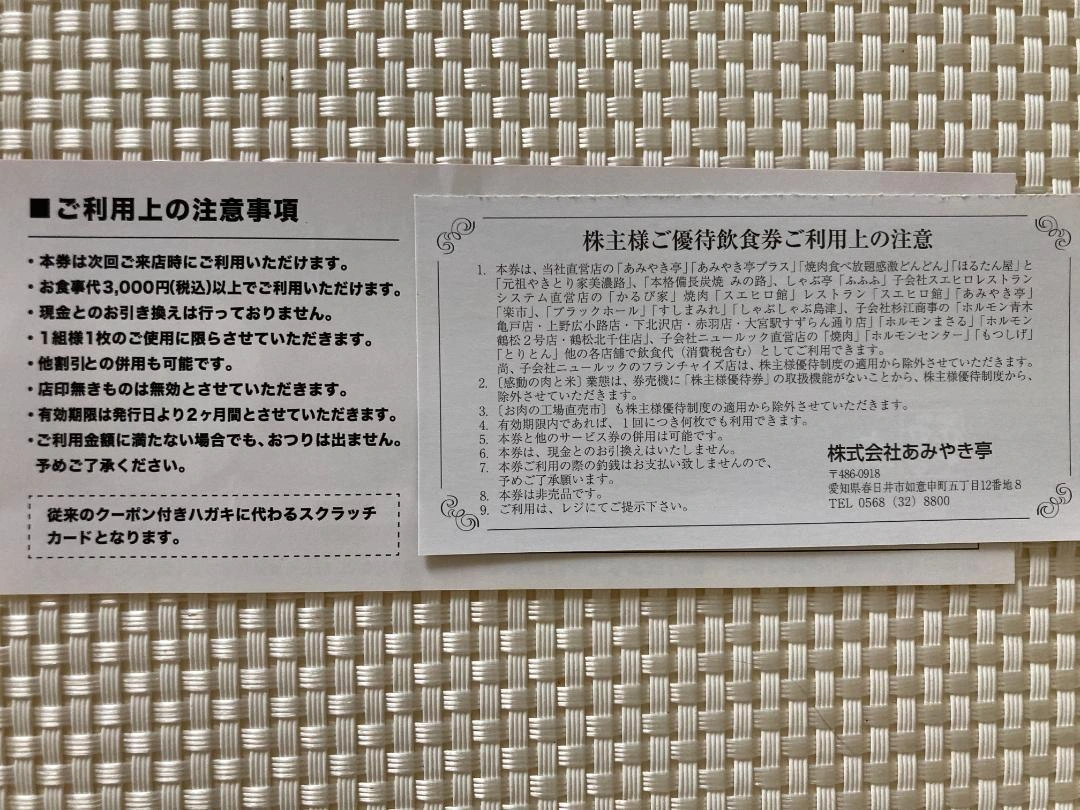 ■ご利用上の注意事項
・本券は次回ご来店時にご利用いただけます。
・お食事代3,000円(税込)以上でご利用いただけます。
・現金とのお引き換えは行っておりません。
・1組様1枚のご使用に限らさせていただきます。
・他割引との併用も可能です。
・店印無きものは無効とさせていただきます。
・有効期限は発行日より2ヶ月間とさせていただきます。
・ご利用金額に満たない場合でも、おつりは出ません。
予めご了承ください。
従来のクーポン付きハガキに代わるスクラッチ
カードとなります。
株主様ご優待飲食券ご利用上の注意
1. 本券は、当社直営店の「あみやき亭」「あみやき亭プラス」「焼肉食べ放題感激どんどん」「ほるたん屋」と
「元祖やきとり家美濃路」、「本格備長炭焼 みの路」、しゃぶ亭「ふふふ」子会社スエヒロレストラン
システム直営店の「かるび家」焼肉「スエヒロ館」レストラン「スエヒロ館」「あみやき亭」
「楽市」、「ブラックホール」「すしまみれ」「しゃぶしゃぶ島津」、子会社杉江商事の「ホルモン青木
亀戸店・上野広小路店・下北沢店・赤羽店・大宮駅すずらん通り店」「ホルモンまさる」「ホルモン
鶴松2号店・鶴松北千住店」、子会社ニュールック直営店の「焼肉」「ホルモンセンター」「もつしげ」
「とりとん」他の各店舗で飲食代（消費税含む）としてご利用できます。
尚、子会社ニュールックのフランチャイズ店は、株主様優待制度の適用から除外させていただきます。
2.〔感動の肉と米〕業態は、券売機に「株主様優待券」の取扱機能がないことから、株主様優待制度から、
除外させていただきます。
3.〔お肉の工場直売市〕も株主様優待制度の適用から除外させていただきます。
4. 有効期限内であれば、1回につき何枚でも利用できます。
5. 本券と他のサービス券の併用は可能です。
6. 本券は、現金とのお引換はいたしません。
7. 本券ご利用の際の釣銭はお支払い致しませんので、
予めご了承願います。
8. 本券は非売品です。
9. ご利用は、レジにてご提示下さい。
株式会社あみやき亭
〒486-0918
愛知県春日井市如意申町五丁目12番地8
TEL 0568（32）8800